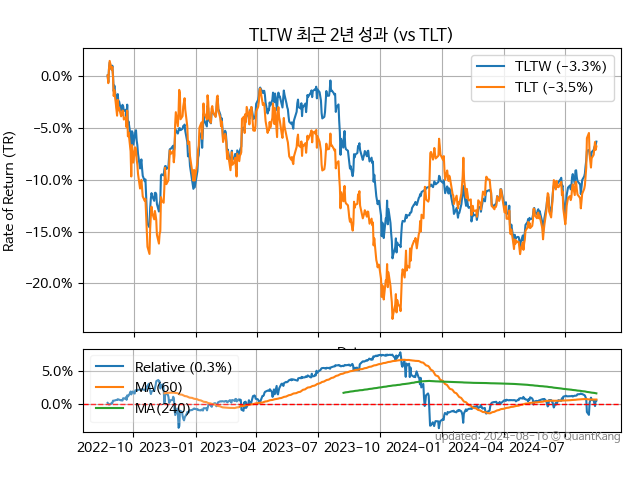 TLTW 최근 2년 성과 (vs TLT)
Rate of Return (TR)
0.0%
−5.0%
−10.0%
−15.0%
−20.0%
TLTW (−3.3%)
TLT (−3.5%)
5.0%
0.0%
Relative (0.3%)
MA(60)
MA(240)
2022-10 2023-01 2023-04 2023-07 2023-10 2024-01 2024-04 2024-07
updated: 2024-08-16 © QuantKang